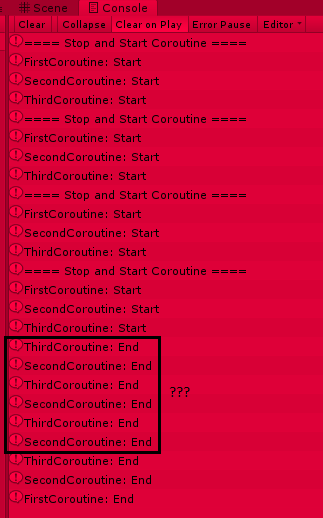 Scene Console
Clear Collapse Clear on Play Error Pause Editor
==== Stop and Start Coroutine ====
FirstCoroutine: Start
SecondCoroutine: Start
ThirdCoroutine: Start
==== Stop and Start Coroutine ====
FirstCoroutine: Start
SecondCoroutine: Start
ThirdCoroutine: Start
==== Stop and Start Coroutine ====
FirstCoroutine: Start
SecondCoroutine: Start
ThirdCoroutine: Start
==== Stop and Start Coroutine ====
FirstCoroutine: Start
SecondCoroutine: Start
ThirdCoroutine: Start
ThirdCoroutine: End
SecondCoroutine: End
ThirdCoroutine: End
???
SecondCoroutine: End
ThirdCoroutine: End
SecondCoroutine: End
ThirdCoroutine: End
SecondCoroutine: End
FirstCoroutine: End